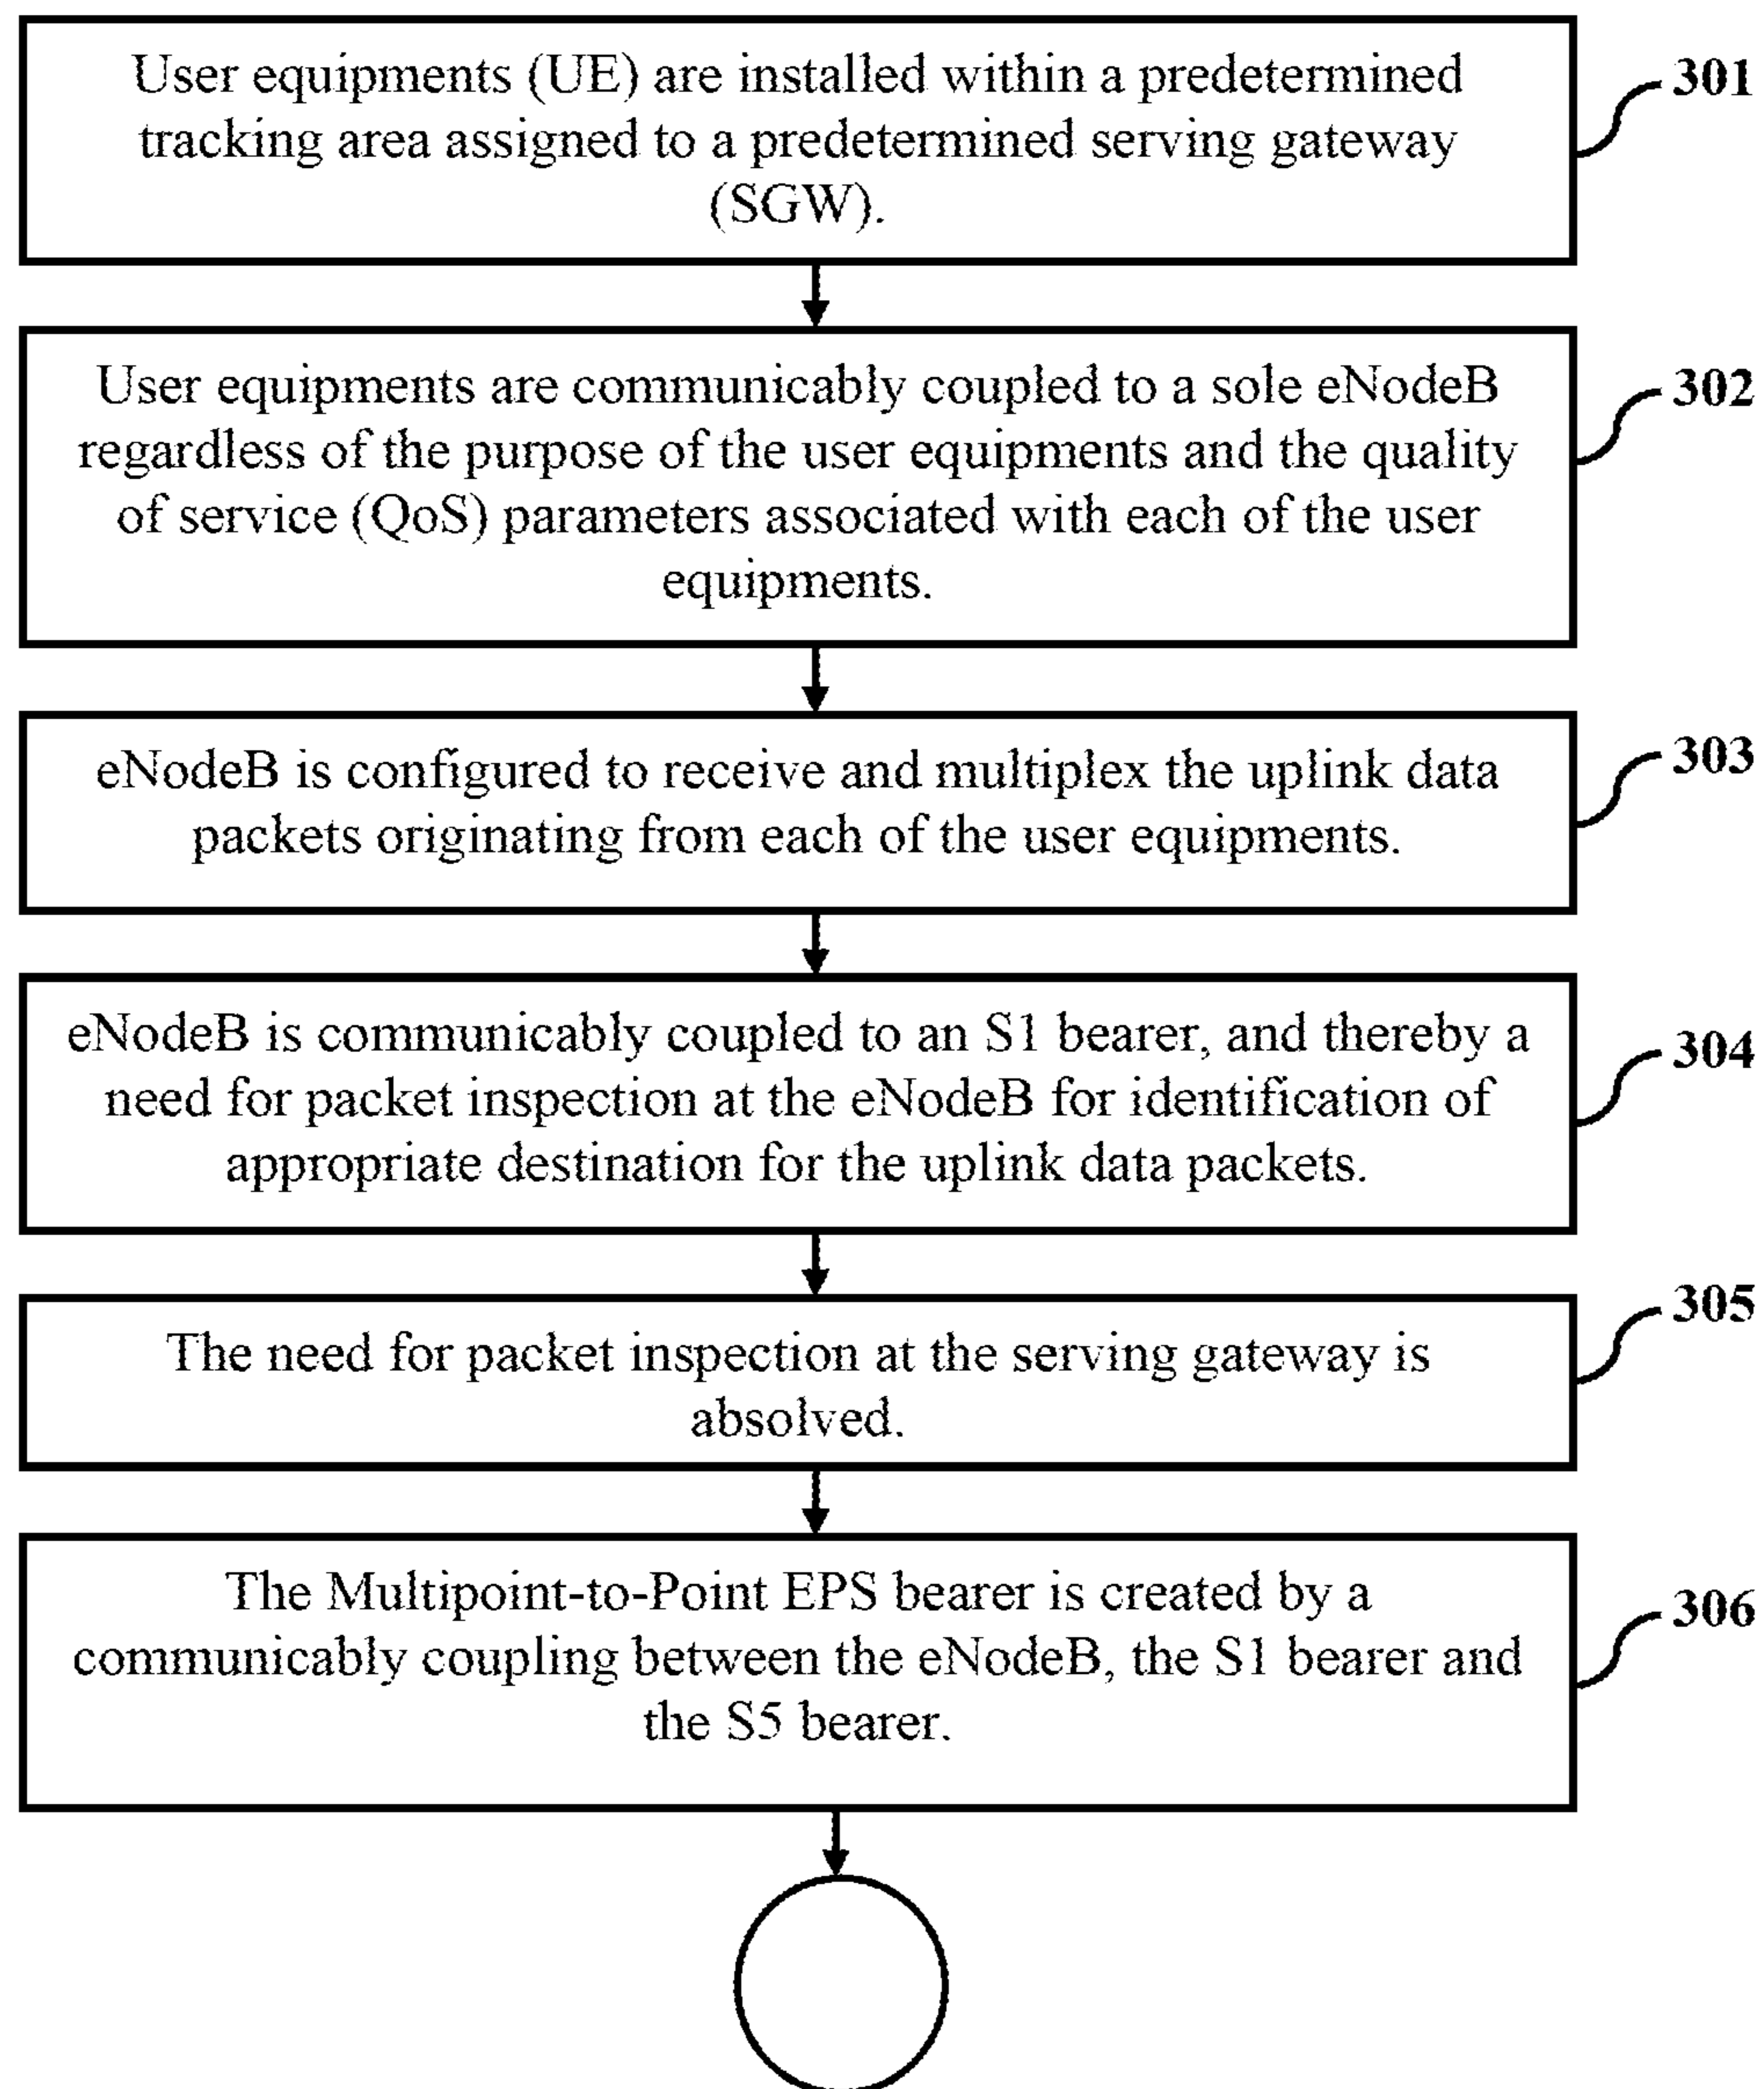 User equipments (UE) are installed within a predetermined
tracking area assigned to a predetermined serving gateway
(SGW).
301
User equipments are communicably coupled to a sole eNodeB
regardless of the purpose of the user equipments and the quality
of service (QoS) parameters associated with each of the user
equipments.
302
eNodeB is configured to receive and multiplex the uplink data
packets originating from each of the user equipments.
303
eNodeB is communicably coupled to an S1 bearer, and thereby a
need for packet inspection at the eNodeB for identification of
appropriate destination for the uplink data packets.
304
The need for packet inspection at the serving gateway is
absolved.
305
The Multipoint-to-Point EPS bearer is created by a
communicably coupling between the eNodeB, the S1 bearer and
the S5 bearer.
306